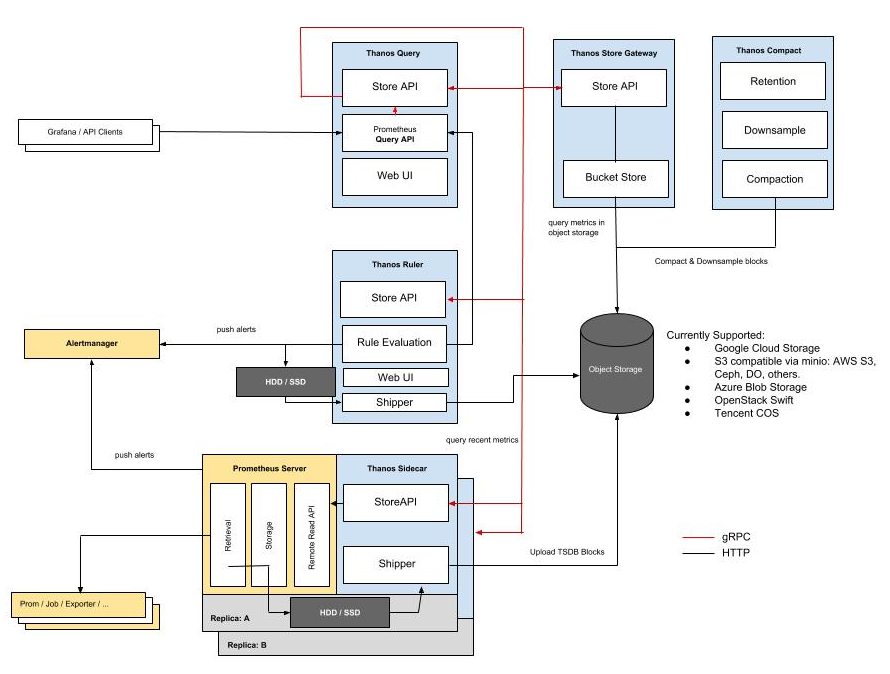 Thanos Query
Store API
Prometheus
Query API
Web UI
Thanos Store Gateway
Store API
Bucket Store
Thanos Compact
Retention
Downsample
Compaction
Grafana / API Clients
query metrics in
object storage
Compact & Downsample blocks
Thanos Ruler
Store API
Rule Evaluation
Web UI
Shipper
Alertmanager
push alerts
HDD / SSD
Object Storage
Currently Supported:
● Google Cloud Storage
● S3 compatible via minio: AWS S3,
Ceph, DO, others.
● Azure Blob Storage
● OpenStack Swift
● Tencent COS
query recent metrics
push alerts
Prometheus Server
Retrieval
Storage
Remote Read API
Thanos Sidecar
StoreAPI
Shipper
Upload TSDB Blocks
gRPC
HTTP
Prom / Job / Exporter / ...
HDD / SSD
Replica: A
Replica: B